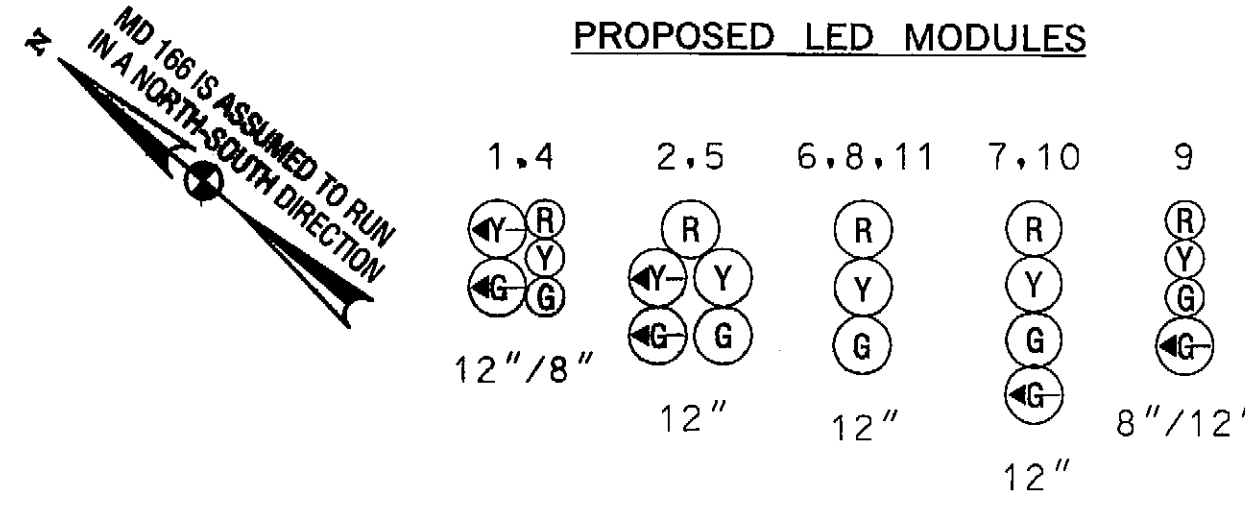 PROPOSED LED MODULES
MD 166 IS ASSUMED TO RUN
IN A NORTH-SOUTH DIRECTION
N
1,4
Y R
Y
G G
12"/8"
2,5
R
Y Y
G G
12"
6,8,11
R
Y
G
12"
7,10
R
Y
G
G
12"
9
R
Y
G
G
8"/12"